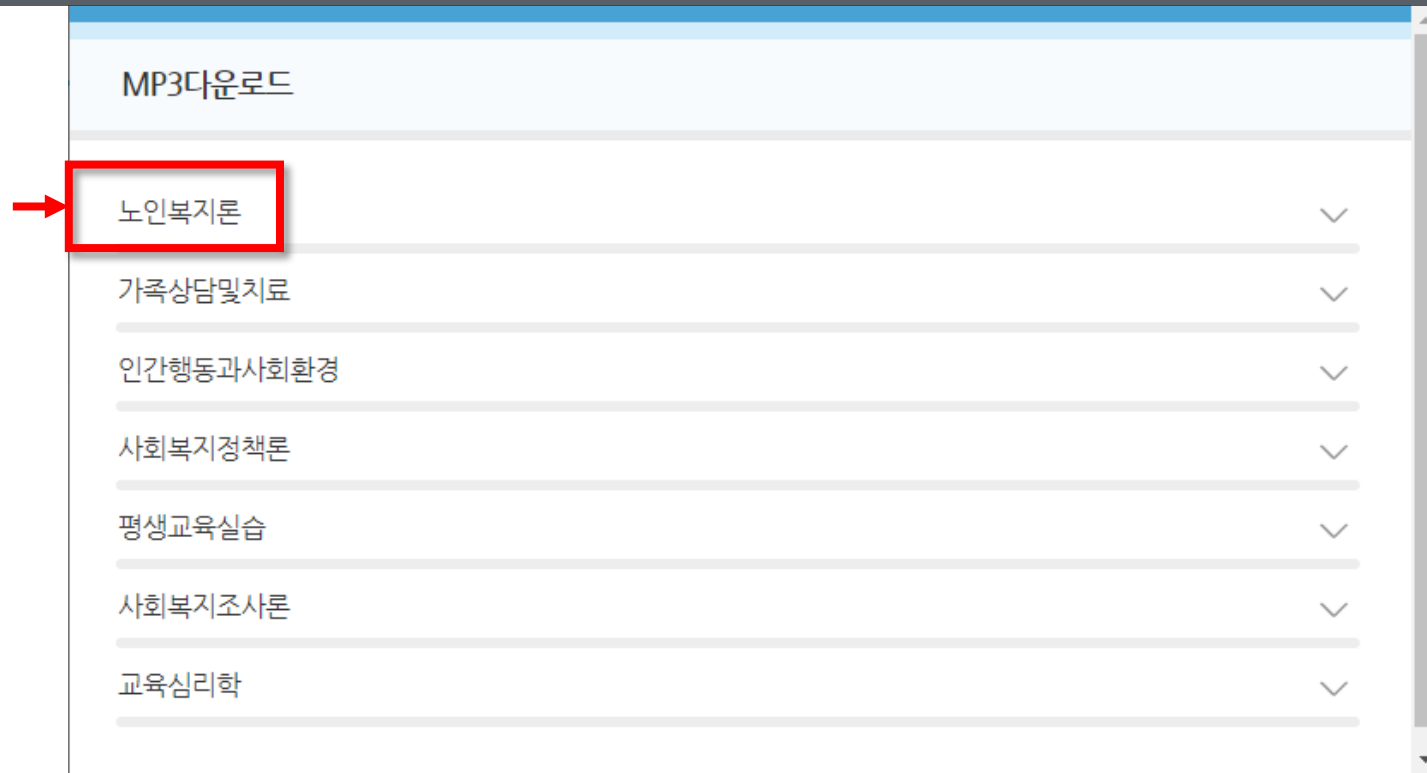 MP3다운로드
노인복지론
가족상담및치료
인간행동과사회환경
사회복지정책론
평생교육실습
사회복지조사론
교육심리학